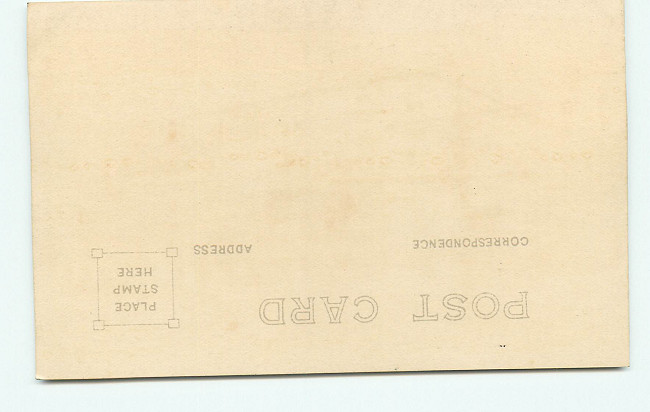 POST CARD
CORRESPONDENCE
ADDRESS
PLACE
STAMP
HERE